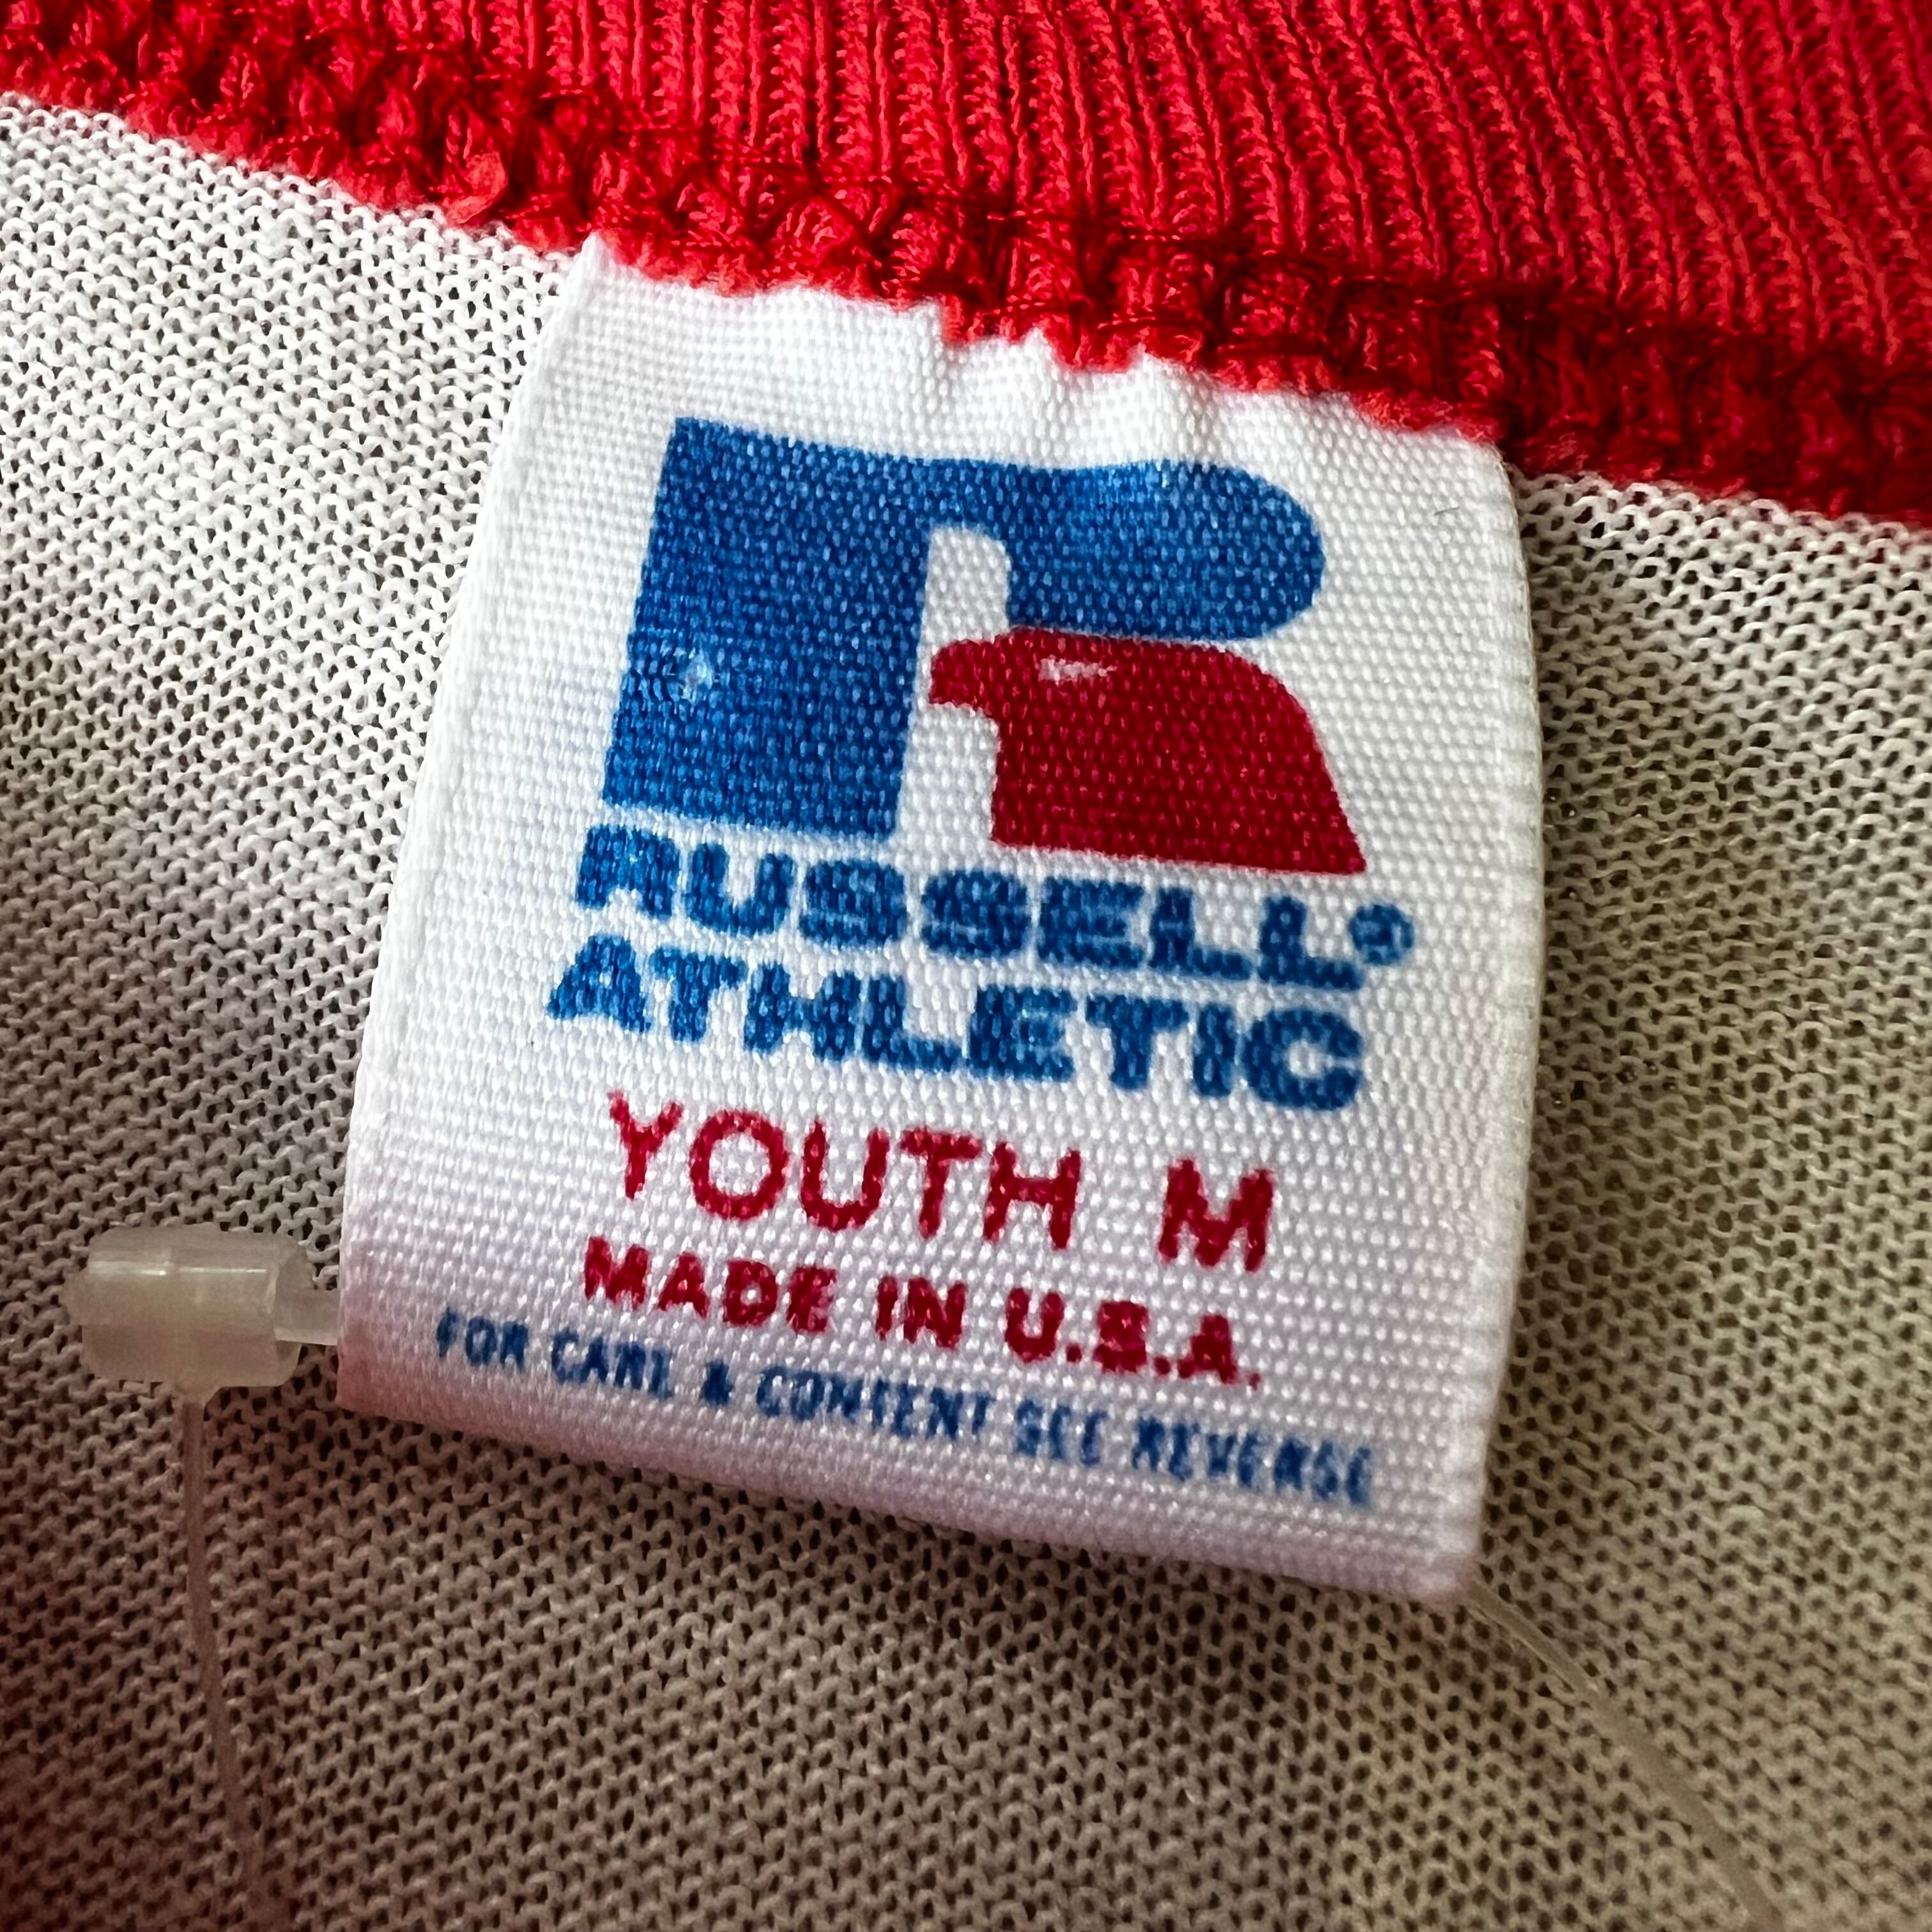 RUSSELL®
ATHLETIC
YOUTH M
MADE IN U.S.A.
FOR CARE & CONTENT SEE REVERSE